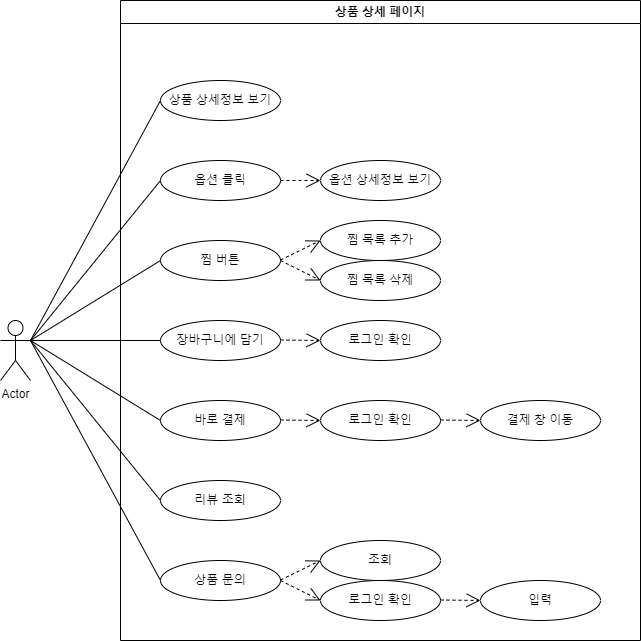 상품 상세 페이지
상품 상세정보 보기
옵션 클릭
옵션 상세정보 보기
찜 버튼
찜 목록 추가
찜 목록 삭제
장바구니에 담기
로그인 확인
Actor
바로 결제
로그인 확인
결제 창 이동
리뷰 조회
상품 문의
조회
로그인 확인
입력